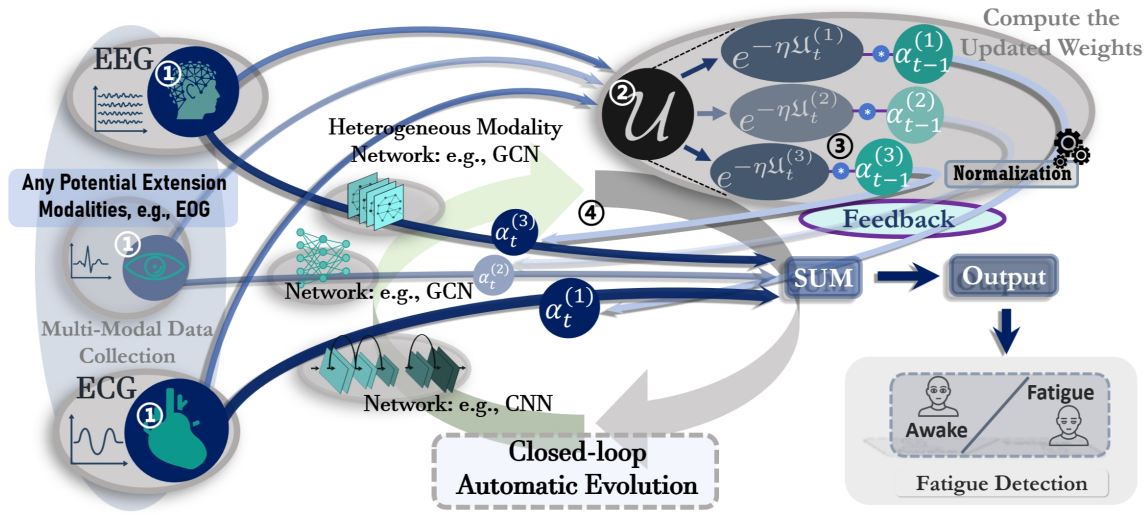 EEG
①
Any Potential Extension
Modalities, e.g., EOG
①
Multi-Modal Data
Collection
ECG
①
Heterogeneous Modality
Network: e.g., GCN
Network: e.g., GCN
Network: e.g., CNN
α_t^{(3)}
α_t^{(2)}
α_t^{(1)}
④
②
𝒰
Compute the
Updated Weights
e^{-η𝔘_t^{(1)}} * α_{t-1}^{(1)}
e^{-η𝔘_t^{(2)}} * α_{t-1}^{(2)}
③
e^{-η𝔘_t^{(3)}} * α_{t-1}^{(3)}
Normalization
Feedback
SUM
Output
Awake
Fatigue
Fatigue Detection
Closed-loop
Automatic Evolution